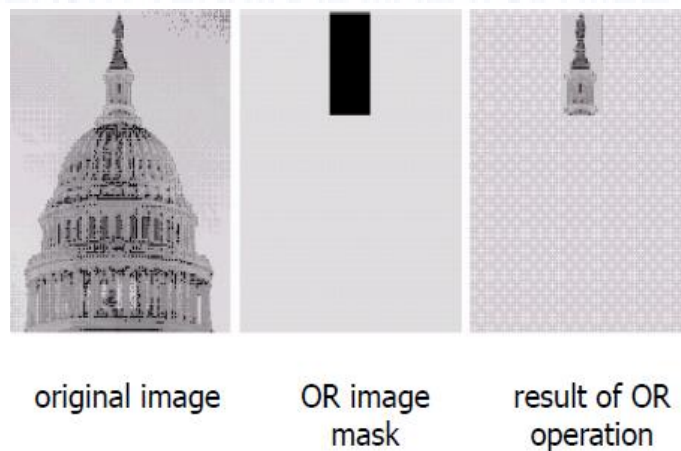 original image
OR image
mask
result of OR
operation